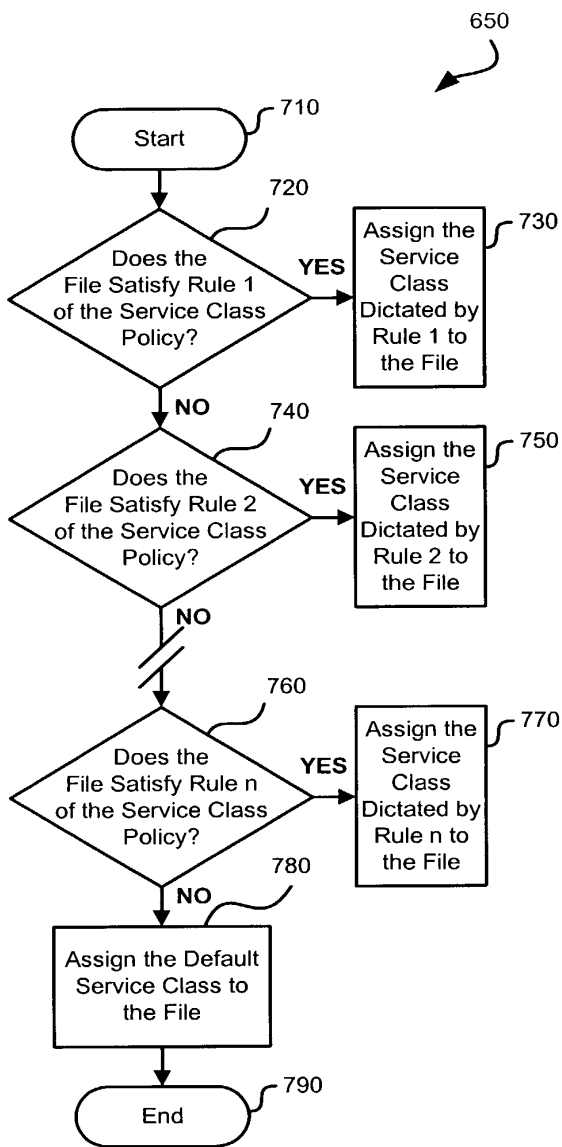 650
710
Start
720
Does the
File Satisfy Rule 1
of the Service Class
Policy?
YES
730
Assign the
Service
Class
Dictated by
Rule 1 to
the File
NO
740
Does the
File Satisfy Rule 2
of the Service Class
Policy?
YES
750
Assign the
Service
Class
Dictated by
Rule 2 to
the File
NO
760
Does the
File Satisfy Rule n
of the Service Class
Policy?
YES
770
Assign the
Service
Class
Dictated by
Rule n to
the File
NO
780
Assign the Default
Service Class to
the File
End
790